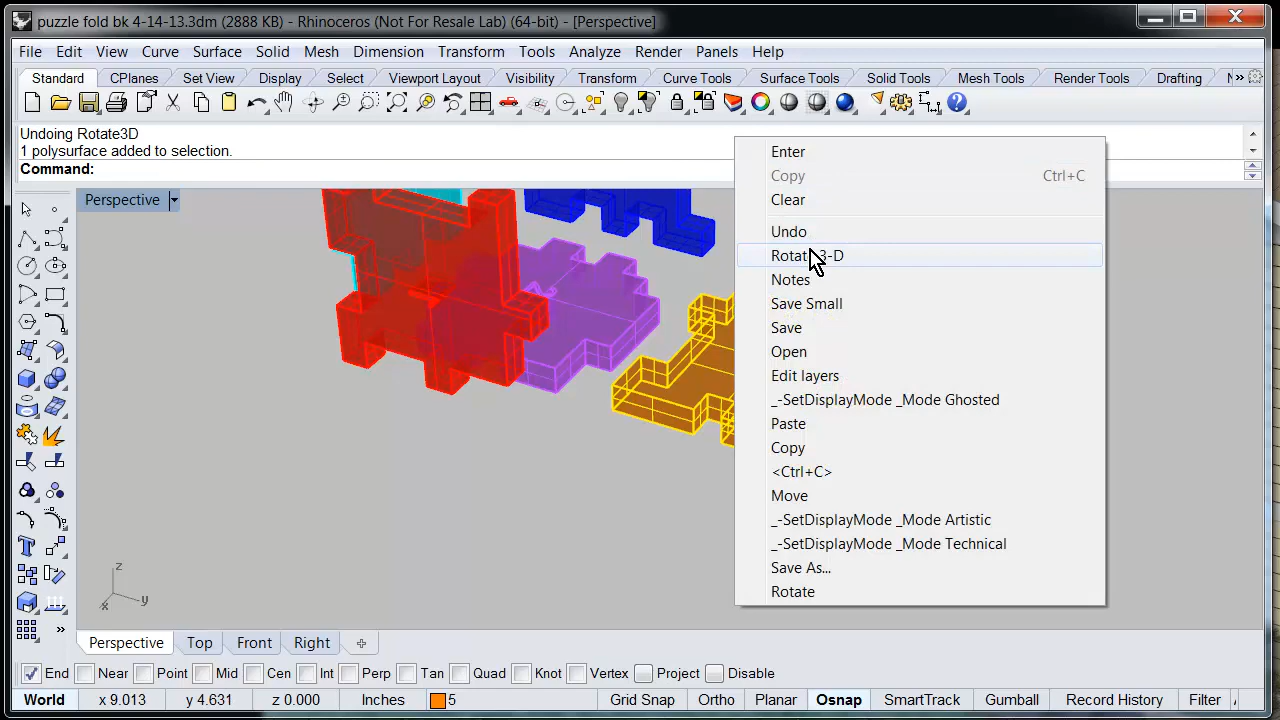 puzzle fold bk 4-14-13.3dm (2888 KB) - Rhinoceros (Not For Resale Lab) (64-bit) - [Perspective]
File Edit View Curve Surface Solid Mesh Dimension Transform Tools Analyze Render Panels Help
Standard CPlanes Set View Display Select Viewport Layout Visibility Transform Curve Tools Surface Tools Solid Tools Mesh Tools Render Tools Drafting
Undoing Rotate3D
1 polysurface added to selection.
Command:
Perspective
Enter
Copy Ctrl+C
Clear
Undo
3-D
Notes
Save Small
Save
Open
Edit layers
_-SetDisplayMode _Mode Ghosted
Paste
Copy
<Ctrl+C>
Move
_-SetDisplayMode _Mode Artistic
_-SetDisplayMode _Mode Technical
Save As...
Rotate
z
x y
Perspective Top Front Right
End Near Point Mid Cen Int Perp Tan Quad Knot Vertex Project Disable
World x 9.013 y 4.631 z 0.000 Inches 5 Grid Snap Ortho Planar Osnap SmartTrack Gumball Record History Filter